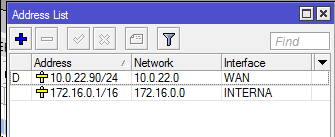 Address List
Find
Address Network Interface
D 10.0.22.90/24 10.0.22.0 WAN
172.16.0.1/16 172.16.0.0 INTERNA